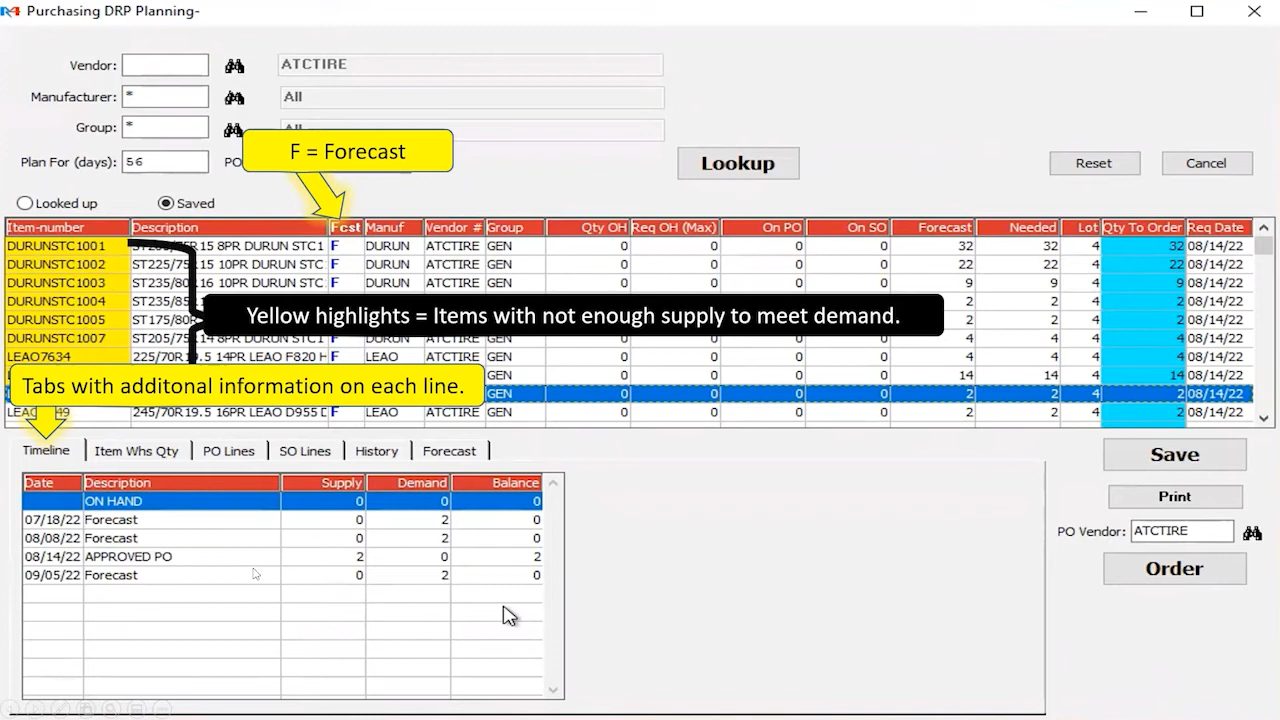 R4 Purchasing DRP Planning-
Vendor: ATCTIRE
Manufacturer: * All
Group: * All
F = Forecast
Plan For (days): 56 PO Lookup Reset Cancel
Looked up Saved
Item-number Description Fcst Manuf Vendor # Group Qty OH Req OH (Max) On PO On SO Forecast Needed Lot Qty To Order Req Date
DURUNSTC1001 15 8PR DURUN STC1 F DURUN ATCTIRE GEN 0 0 0 0 32 32 4 32 08/14/22
DURUNSTC1002 ST225/75 15 10PR DURUN STC F DURUN ATCTIRE GEN 0 0 0 0 22 22 4 22 08/14/22
DURUNSTC1003 ST235/80 16 10PR DURUN STC F DURUN ATCTIRE GEN 0 0 0 0 9 9 4 9 08/14/22
DURUNSTC1004 ST235/85 2 2 4 2 08/14/22
Yellow highlights = Items with not enough supply to meet demand.
DURUNSTC1005 ST175/80 2 2 4 2 08/14/22
DURUNSTC1007 ST205/75 14 8PR DURUN STC1 F DURUN ATCTIRE GEN 0 0 0 0 4 4 4 4 08/14/22
LEAO7634 225/70R19.5 14PR LEAO F820 H F LEAO ATCTIRE GEN 0 0 0 0 4 4 4 4 08/14/22
GEN 0 0 0 0 14 14 4 14 08/14/22
Tabs with additonal information on each line.
GEN 0 0 0 0 2 2 4 2 08/14/22
LEAO 49 245/70R19.5 16PR LEAO D955 D F LEAO ATCTIRE GEN 0 0 0 0 2 2 4 2 08/14/22
Timeline Item Whs Qty PO Lines SO Lines History Forecast
Save
Date Description Supply Demand Balance
ON HAND 0 0 0
Print
07/18/22 Forecast 0 2 0
08/08/22 Forecast 0 2 0
PO Vendor: ATCTIRE
08/14/22 APPROVED PO 2 0 2
09/05/22 Forecast 0 2 0
Order